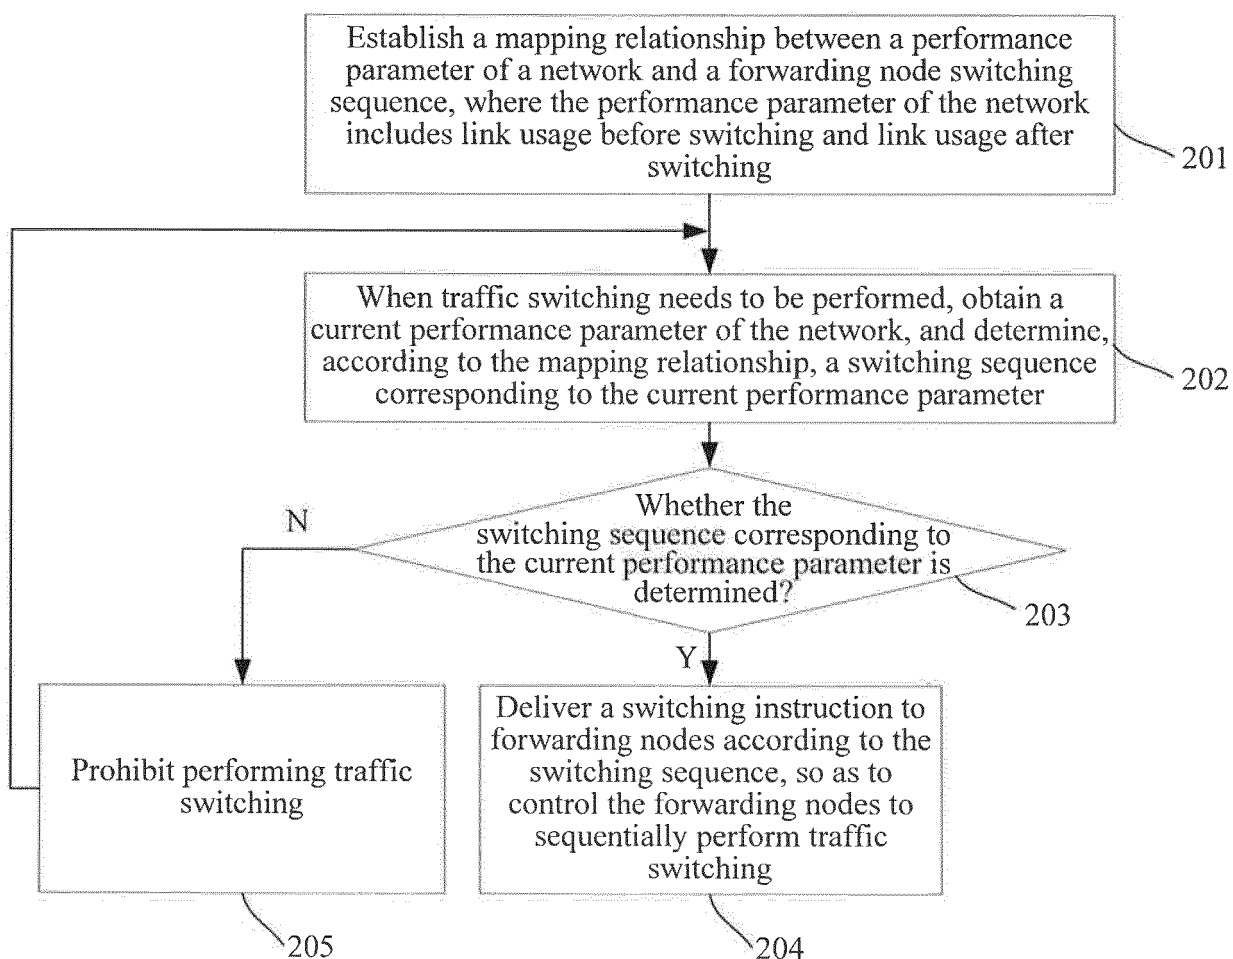 Establish a mapping relationship between a performance
parameter of a network and a forwarding node switching
sequence, where the performance parameter of the network
includes link usage before switching and link usage after
switching
201
When traffic switching needs to be performed, obtain a
current performance parameter of the network, and determine,
according to the mapping relationship, a switching sequence
corresponding to the current performance parameter
202
Whether the
switching sequence corresponding to
the current performance parameter is
determined?
203
N
Y
Prohibit performing traffic
switching
205
Deliver a switching instruction to
forwarding nodes according to the
switching sequence, so as to
control the forwarding nodes to
sequentially perform traffic
switching
204